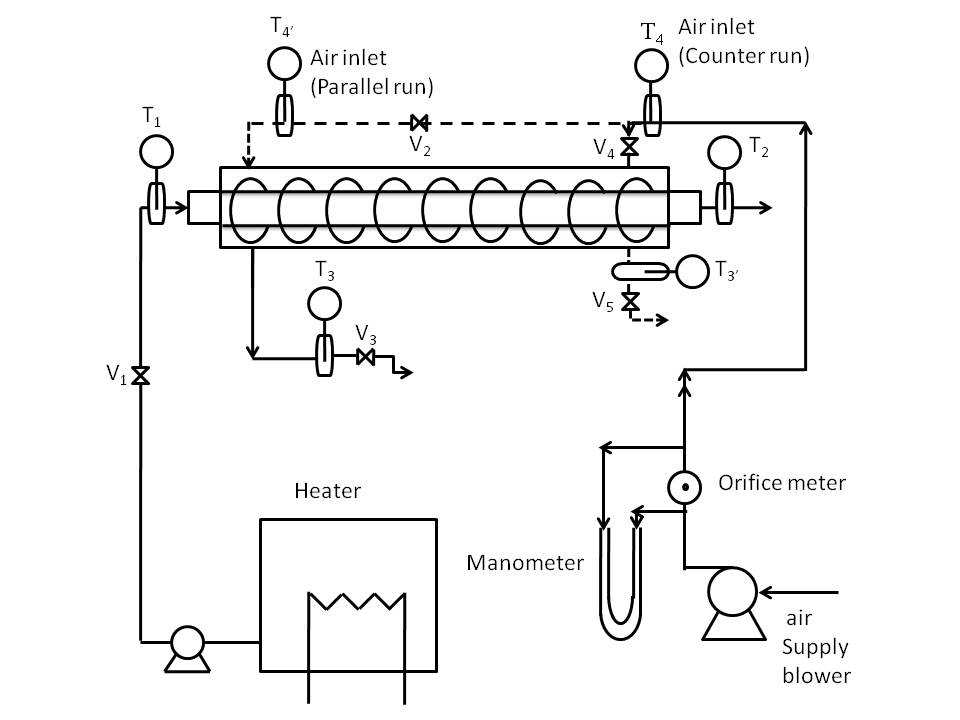 T4′
Air inlet
(Parallel run)
T4
Air inlet
(Counter run)
T1
V2
V4
T2
T3
T3′
V5
V3
V1
Heater
Orifice meter
Manometer
air
Supply
blower